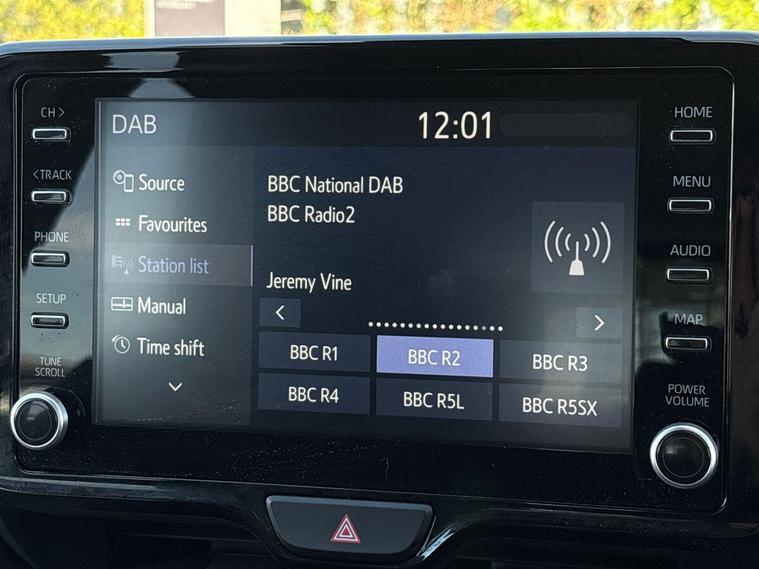 CH >
< TRACK
PHONE
SETUP
TUNE
SCROLL
DAB
12:01
Source
Favourites
Station list
Manual
Time shift
BBC National DAB
BBC Radio2
Jeremy Vine
BBC R1
BBC R2
BBC R3
BBC R4
BBC R5L
BBC R5SX
HOME
MENU
AUDIO
MAP
POWER
VOLUME